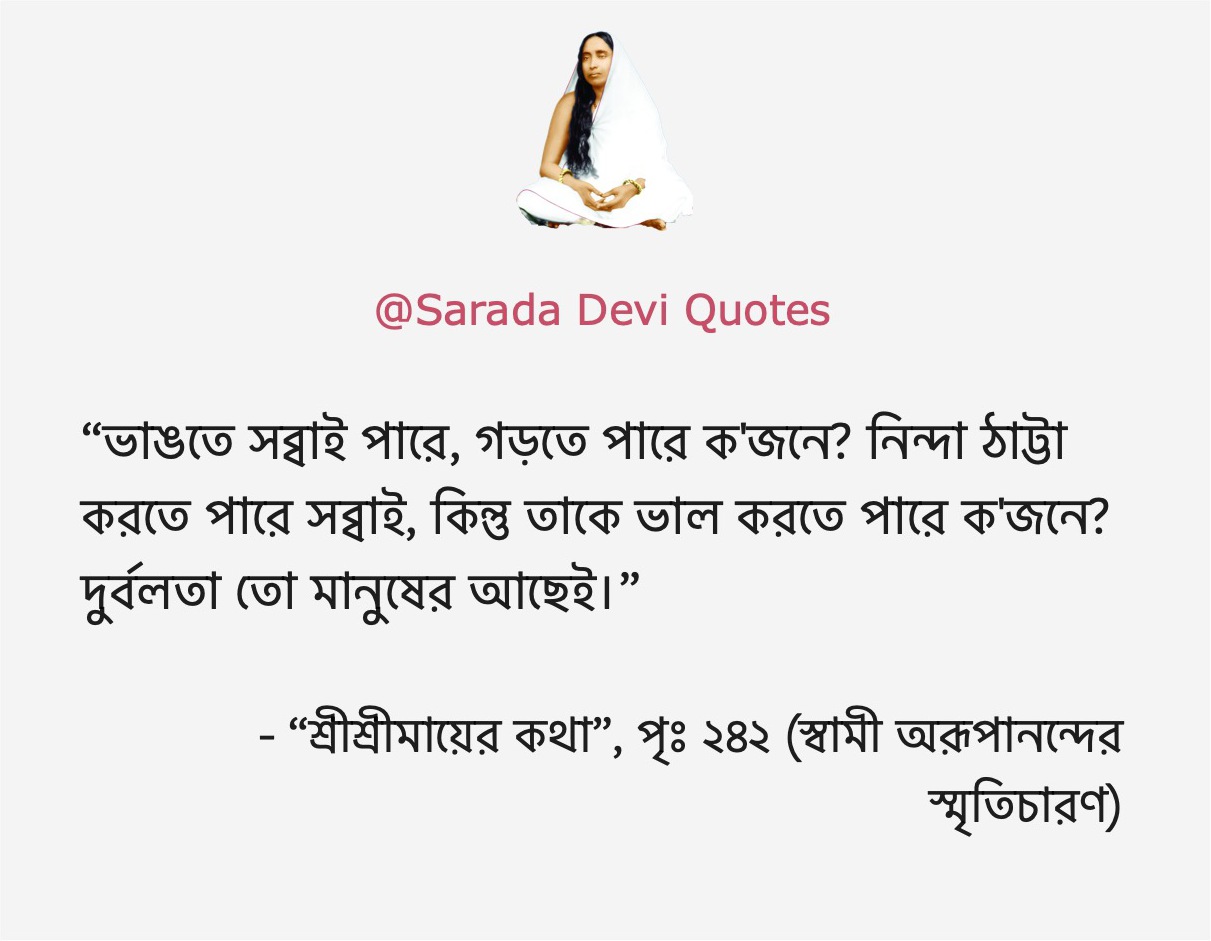 @Sarada Devi Quotes
“ভাঙতে সব্বাই পারে, গড়তে পারে ক'জনে? নিন্দা ঠাট্টা
করতে পারে সব্বাই, কিন্তু তাকে ভাল করতে পারে ক'জনে?
দুর্বলতা তো মানুষের আছেই।”
- “শ্রীশ্রীমায়ের কথা”, পৃঃ ২৪২ (স্বামী অরূপানন্দের
স্মৃতিচারণ)